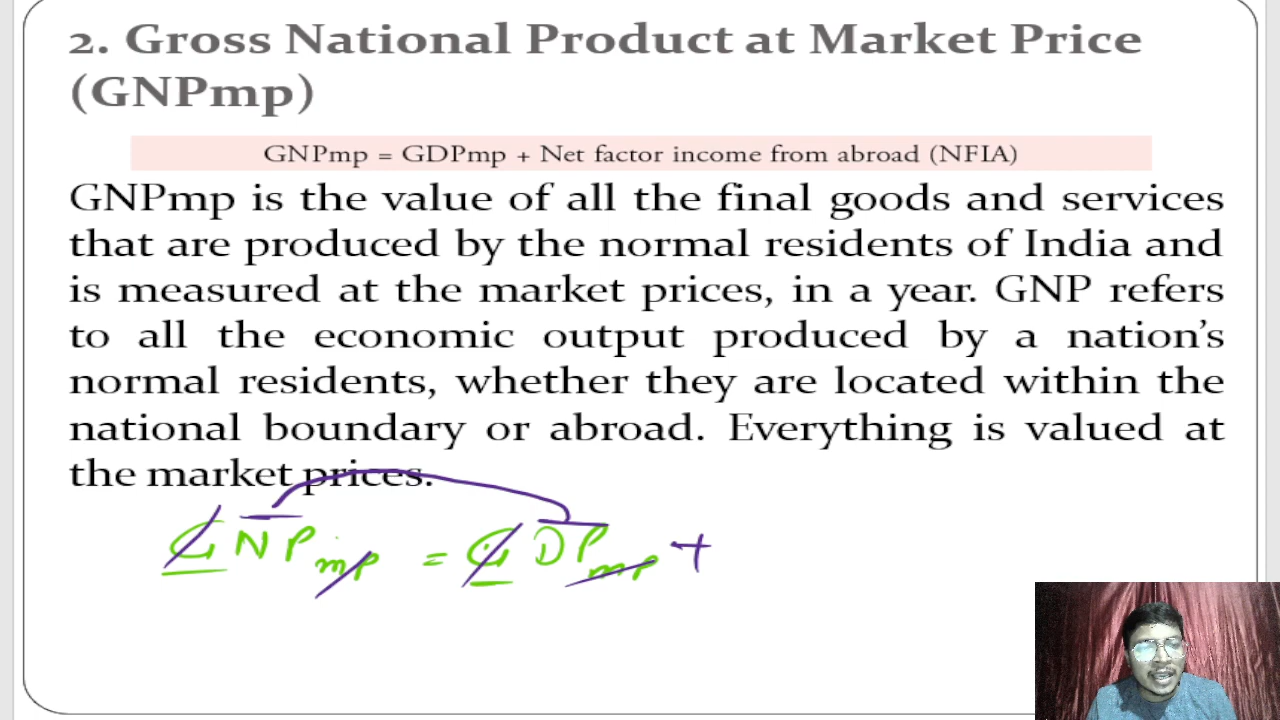 2. Gross National Product at Market Price
(GNPmp)
GNPmp = GDPmp + Net factor income from abroad (NFIA)
GNPmp is the value of all the final goods and services
that are produced by the normal residents of India and
is measured at the market prices, in a year. GNP refers
to all the economic output produced by a nation's
normal residents, whether they are located within the
national boundary or abroad. Everything is valued at
the market prices.
GNPmp = GDPmp +